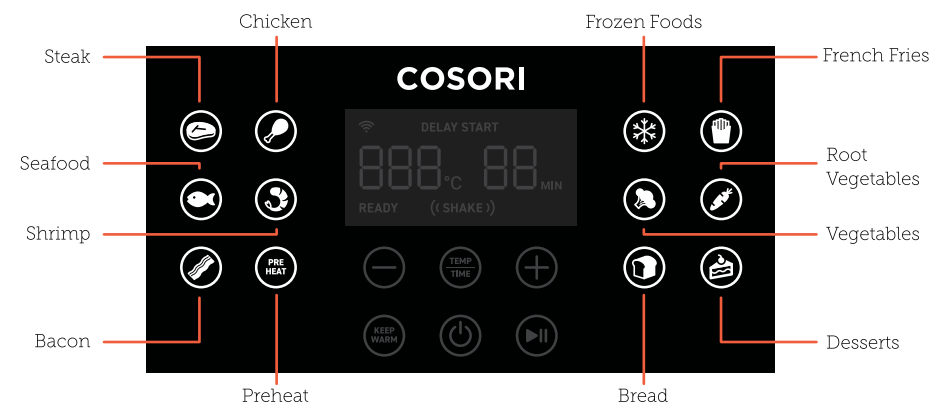 Chicken
Frozen Foods
Steak
French Fries
COSORI
DELAY START
888 °C 88 MIN
READY ((SHAKE))
Seafood
Root
Vegetables
Shrimp
Vegetables
PRE
HEAT
TEMP
TIME
KEEP
WARM
Bacon
Desserts
Preheat
Bread